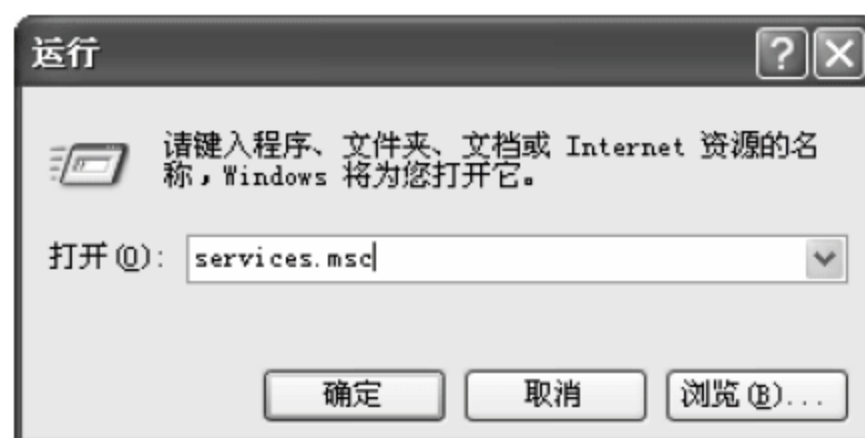 运行
请键入程序、文件夹、文档或 Internet 资源的名
称，Windows 将为您打开它。
打开(O): services.msc
确定 取消 浏览(B)...